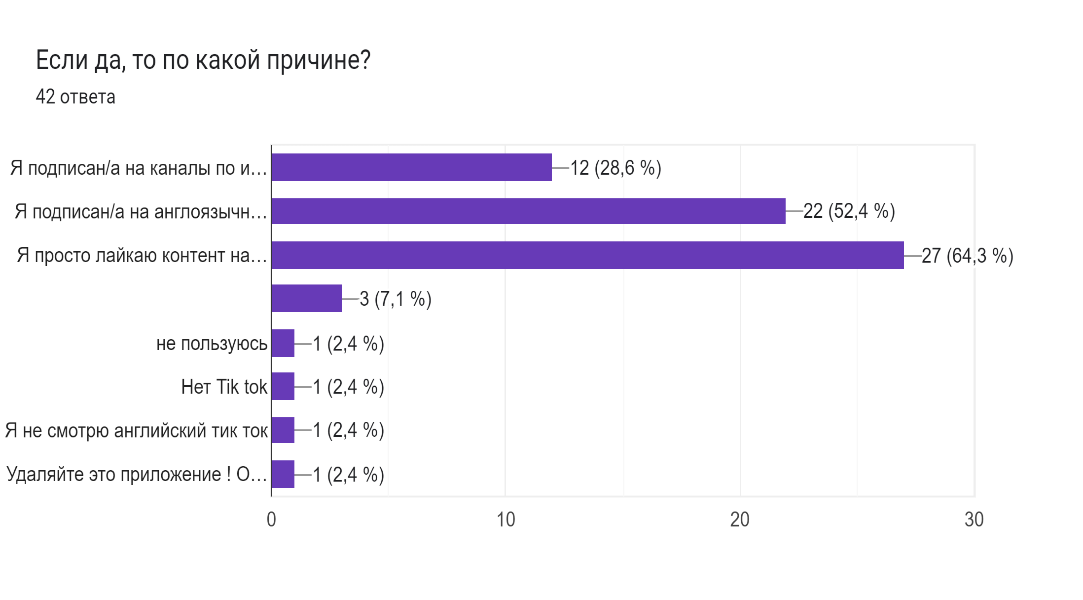 Если да, то по какой причине?
42 ответа
Я подписан/а на каналы по и… 12 (28,6 %)
Я подписан/а на англоязычн… 22 (52,4 %)
Я просто лайкаю контент на… 27 (64,3 %)
3 (7,1 %)
не пользуюсь 1 (2,4 %)
Нет Tik tok 1 (2,4 %)
Я не смотрю английский тик ток 1 (2,4 %)
Удаляйте это приложение ! О… 1 (2,4 %)
0 10 20 30